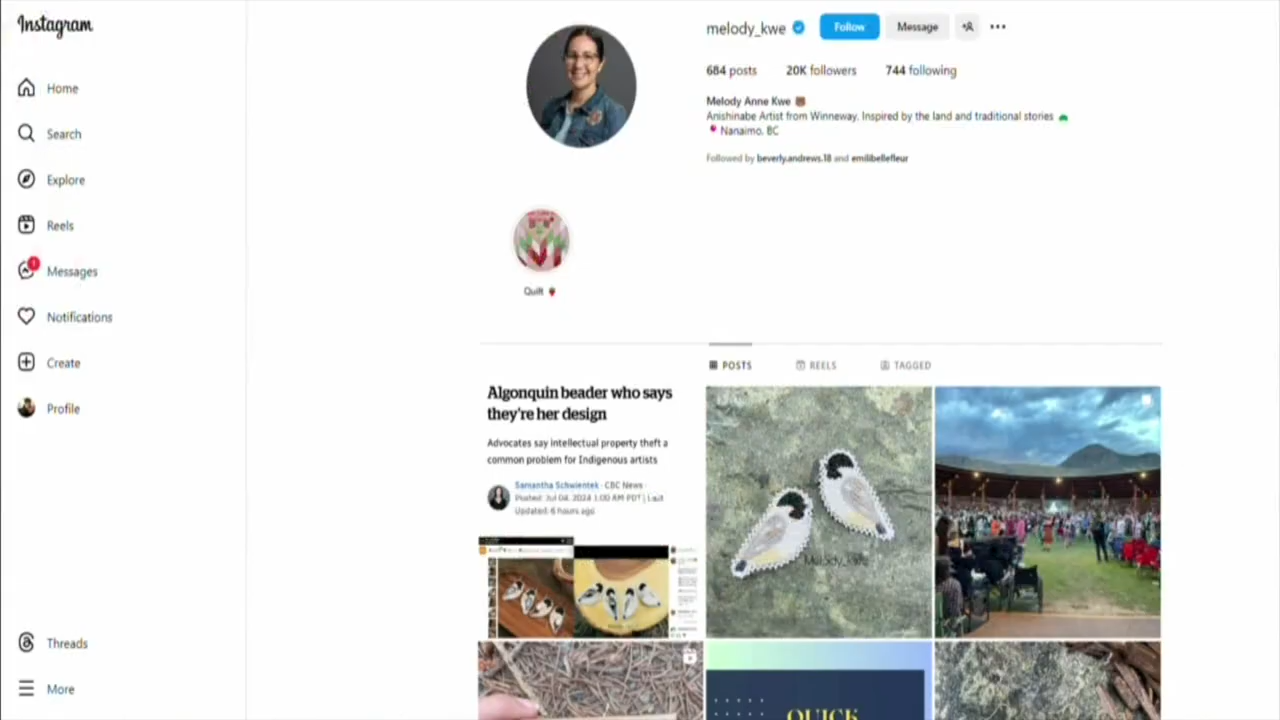 Instagram
Home
Search
Explore
Reels
Messages
Notifications
Create
Profile
Threads
More
melody_kwe Follow Message
684 posts 20K followers 744 following
Melody Anne Kwe
Anishinabe Artist from Winneway. Inspired by the land and traditional stories
Nanaimo, BC
Followed by beverly.andrews.18 and emilibellefleur
Quilt
POSTS REELS TAGGED
Algonquin beader who says
they're her design
Advocates say intellectual property theft a
common problem for Indigenous artists
Samantha Schwientek · CBC News ·
Posted: Jul 04, 2024 1:00 AM PDT | Last
Updated: 6 hours ago
Melody_kwe
QUICK